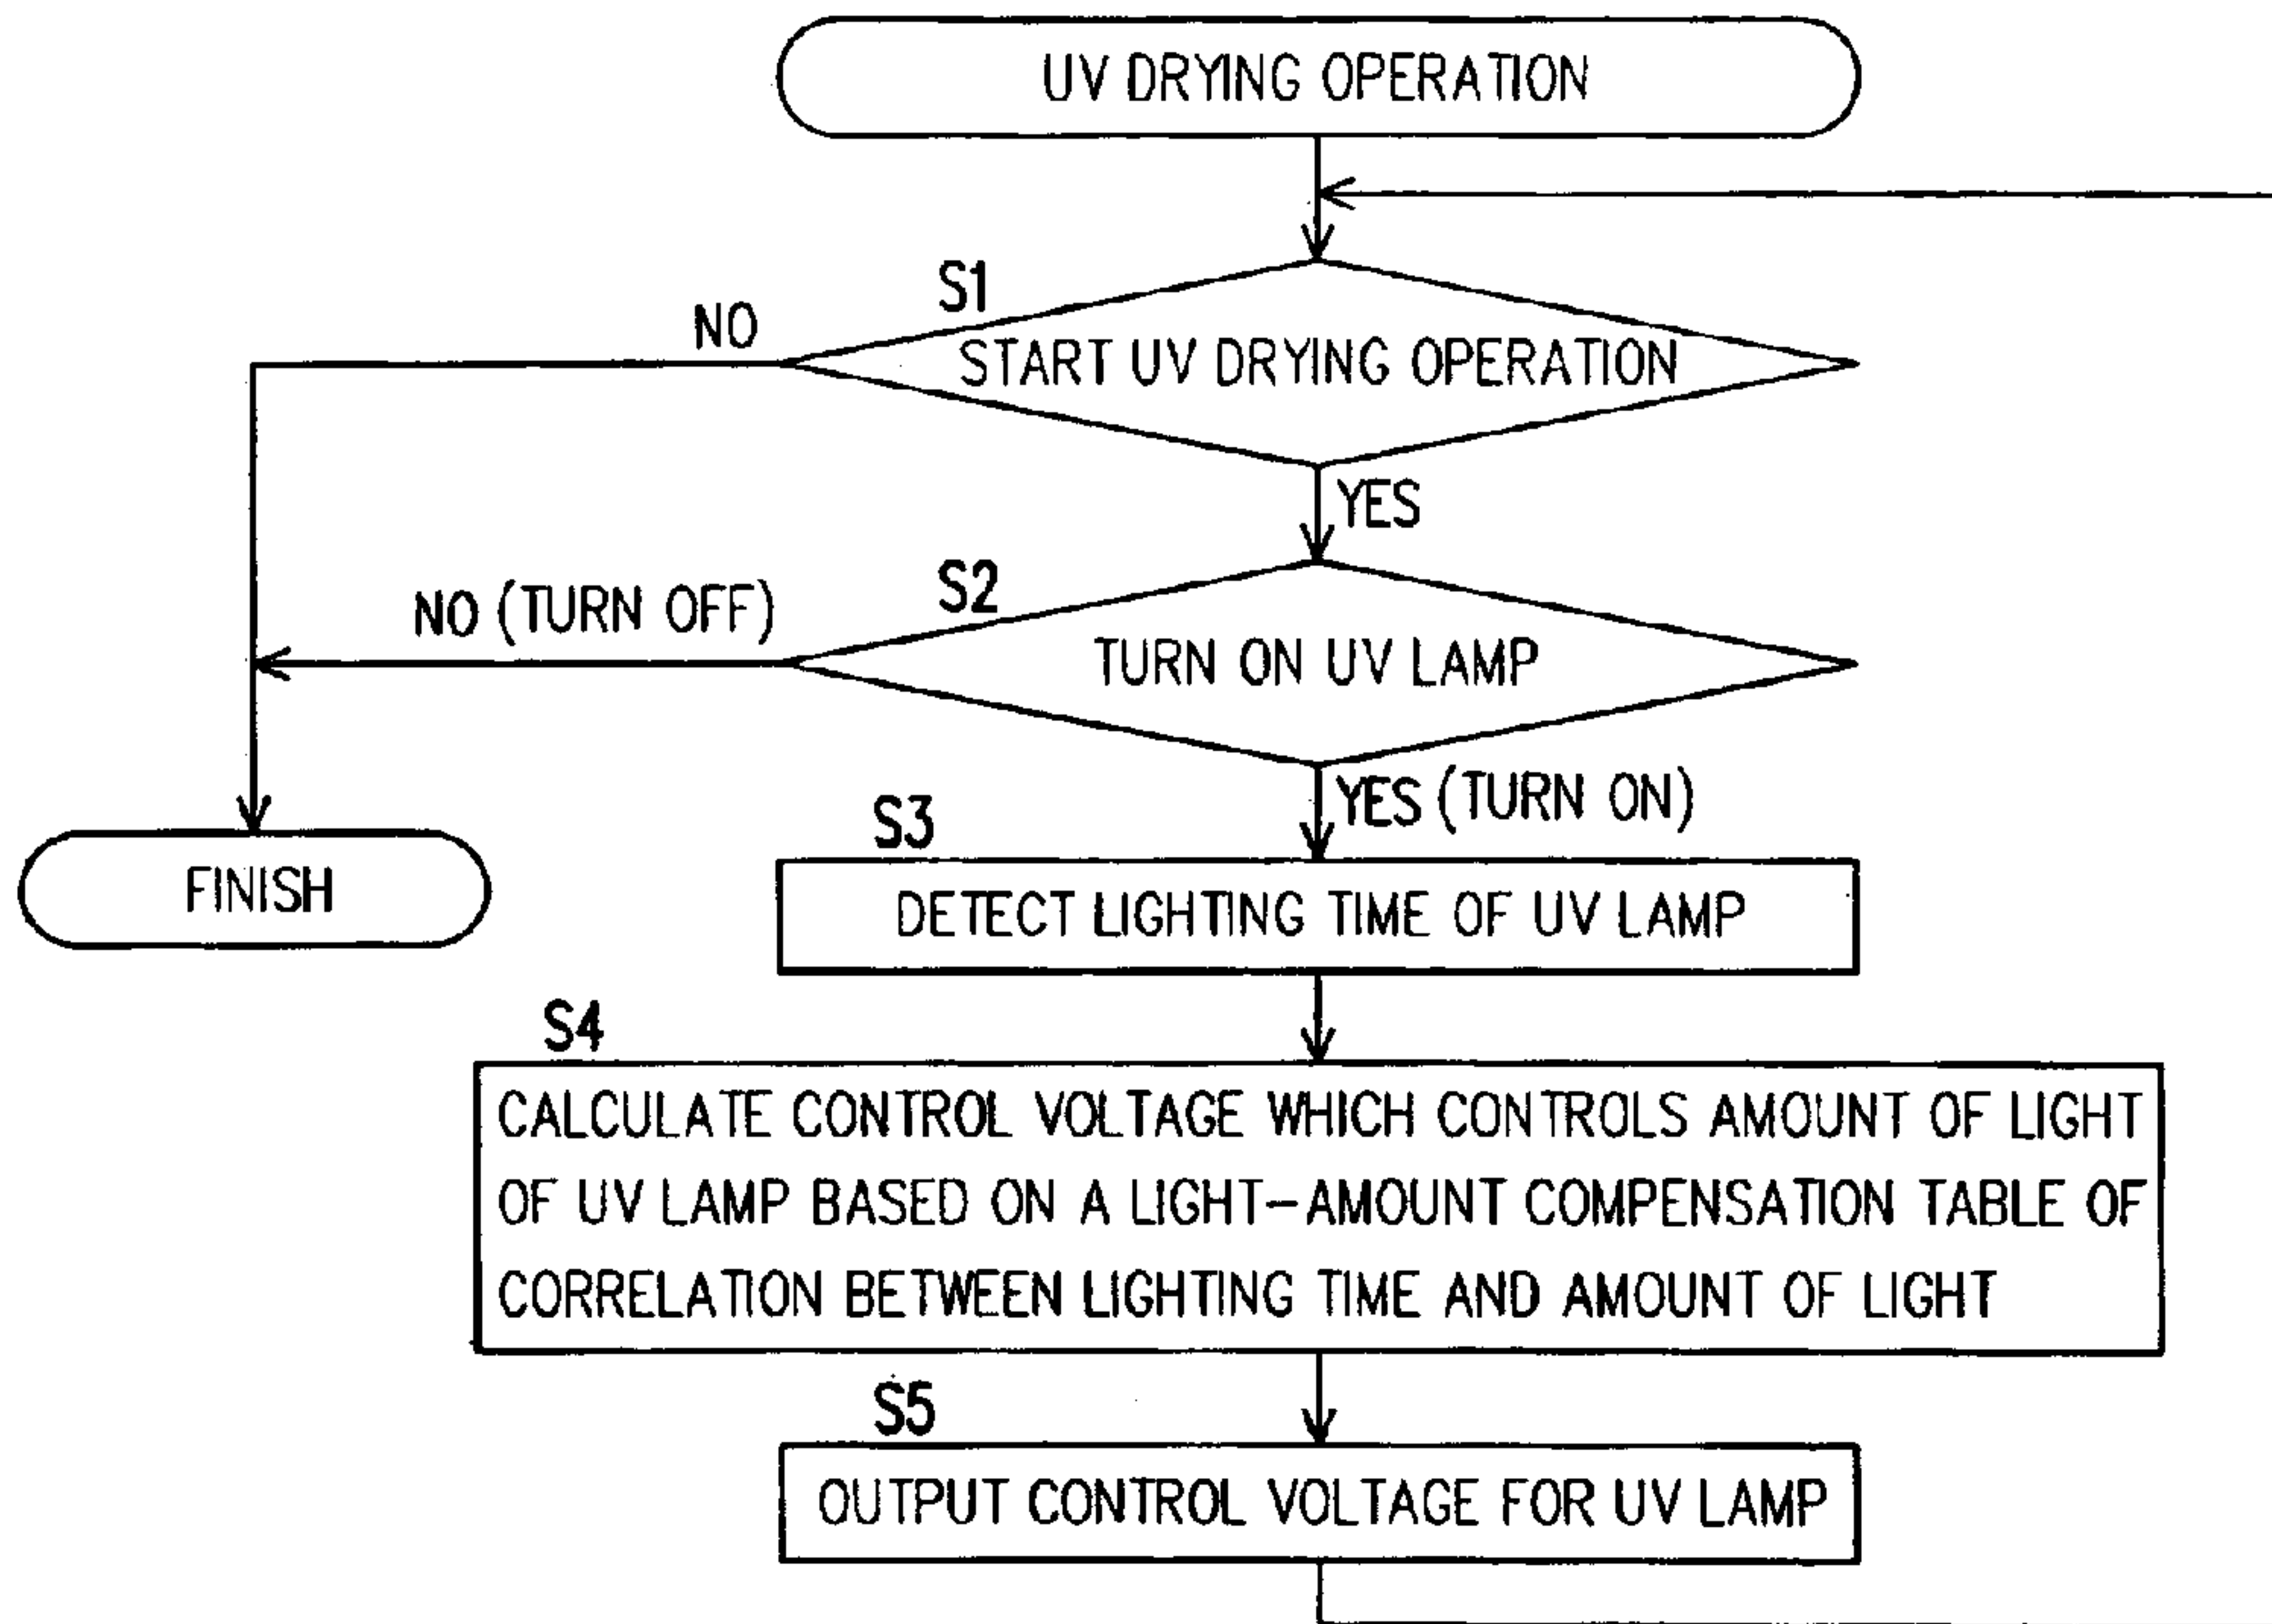 UV DRYING OPERATION
S1
NO
START UV DRYING OPERATION
YES
S2
NO (TURN OFF)
TURN ON UV LAMP
YES (TURN ON)
S3
FINISH
DETECT LIGHTING TIME OF UV LAMP
S4
CALCULATE CONTROL VOLTAGE WHICH CONTROLS AMOUNT OF LIGHT
OF UV LAMP BASED ON A LIGHT-AMOUNT COMPENSATION TABLE OF
CORRELATION BETWEEN LIGHTING TIME AND AMOUNT OF LIGHT
S5
OUTPUT CONTROL VOLTAGE FOR UV LAMP